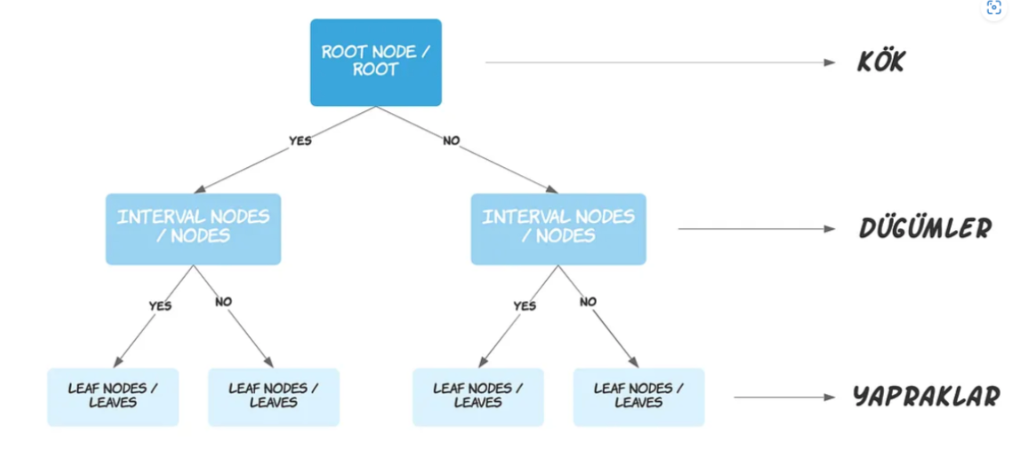 ROOT NODE /
ROOT
KÖK
YES
NO
INTERVAL NODES
/ NODES
INTERVAL NODES
/ NODES
DÜGÜMLER
YES
NO
YES
NO
LEAF NODES /
LEAVES
LEAF NODES /
LEAVES
LEAF NODES /
LEAVES
LEAF NODES /
LEAVES
YAPRAKLAR